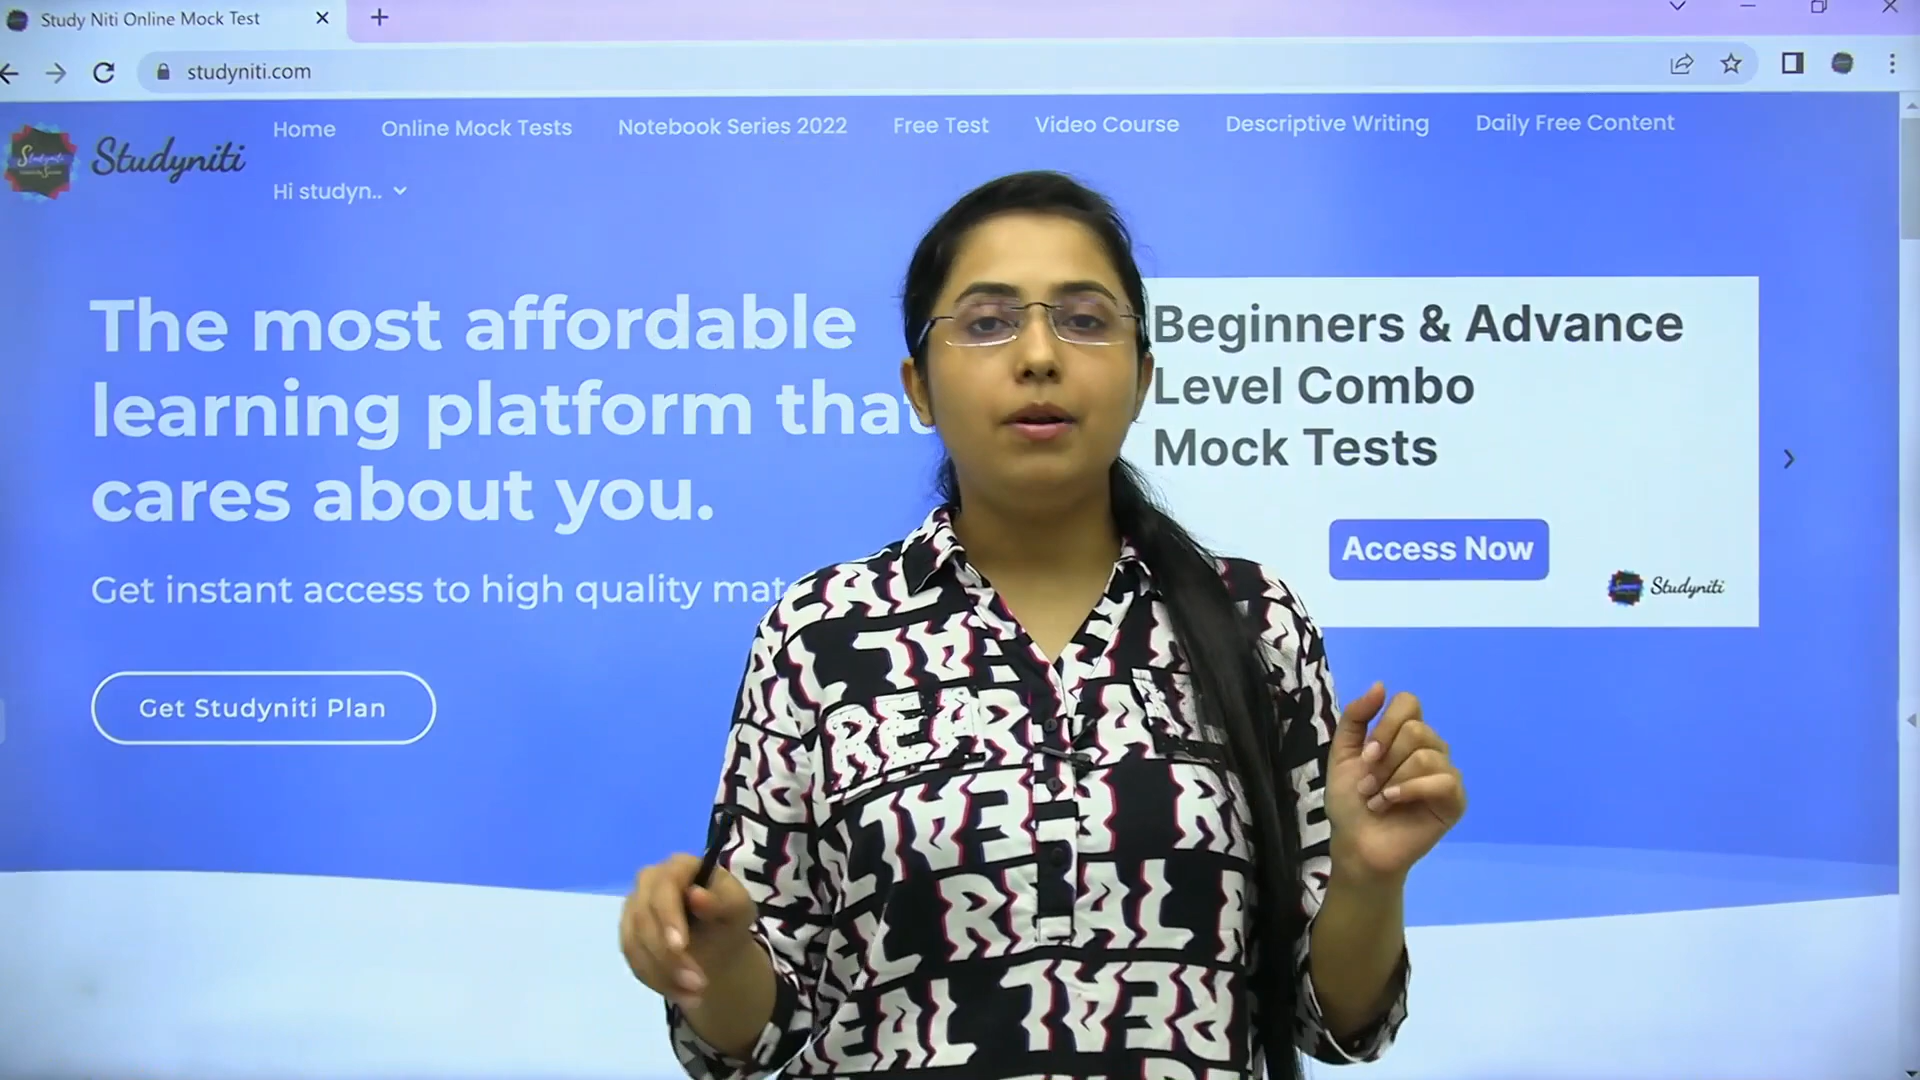 Study Niti Online Mock Test
studyniti.com
Studyniti
Home Online Mock Tests Notebook Series 2022 Free Test Video Course Descriptive Writing Daily Free Content
Hi studyn..
The most affordable
learning platform that
cares about you.
Get instant access to high quality mat
Get Studyniti Plan
Beginners & Advance
Level Combo
Mock Tests
Access Now
Studyniti
REAL
REAL
REAL
REAL